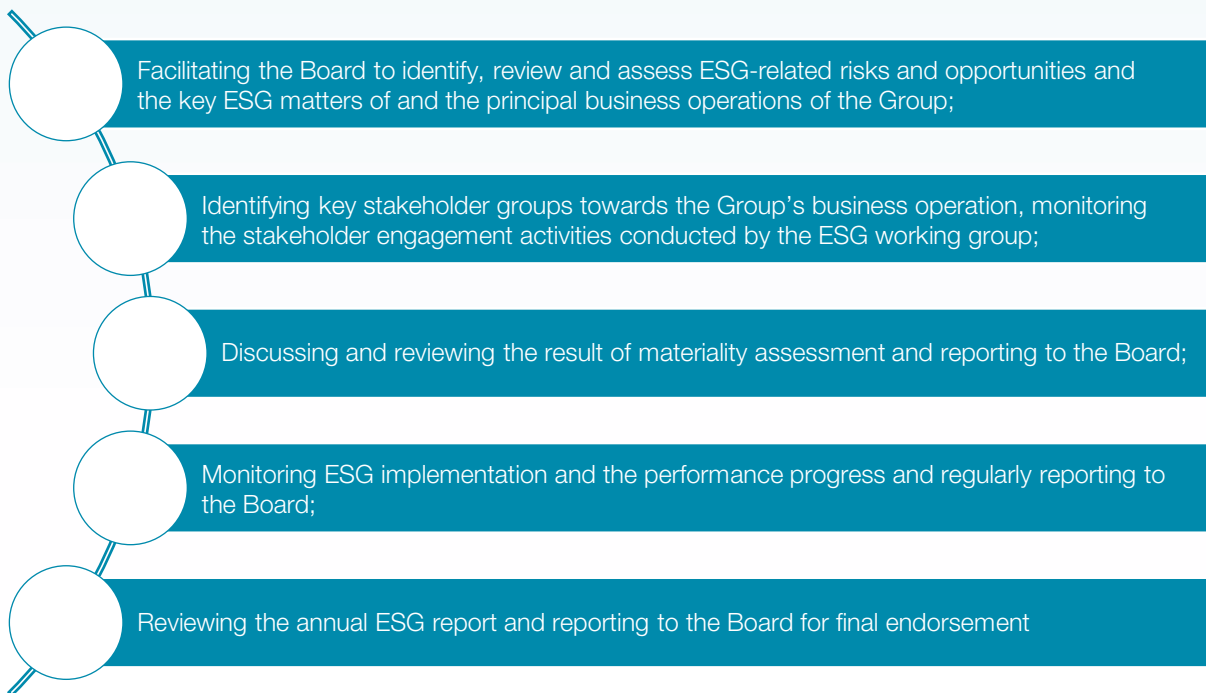 Facilitating the Board to identify, review and assess ESG-related risks and opportunities and
the key ESG matters of and the principal business operations of the Group;
Identifying key stakeholder groups towards the Group’s business operation, monitoring
the stakeholder engagement activities conducted by the ESG working group;
Discussing and reviewing the result of materiality assessment and reporting to the Board;
Monitoring ESG implementation and the performance progress and regularly reporting to
the Board;
Reviewing the annual ESG report and reporting to the Board for final endorsement